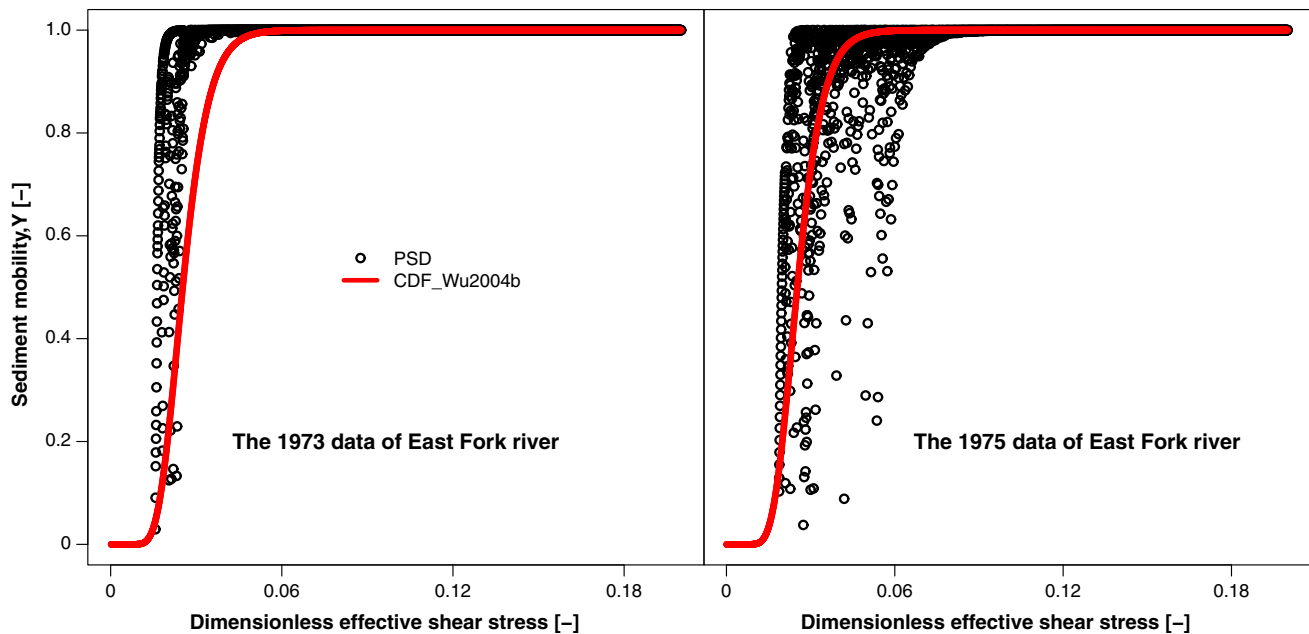 1.0
0.8
0.6
0.4
0.2
0
Sediment mobility, Y [–]
PSD
CDF_Wu2004b
The 1973 data of East Fork river
The 1975 data of East Fork river
0 0.06 0.12 0.18
0 0.06 0.12 0.18
Dimensionless effective shear stress [–]
Dimensionless effective shear stress [–]